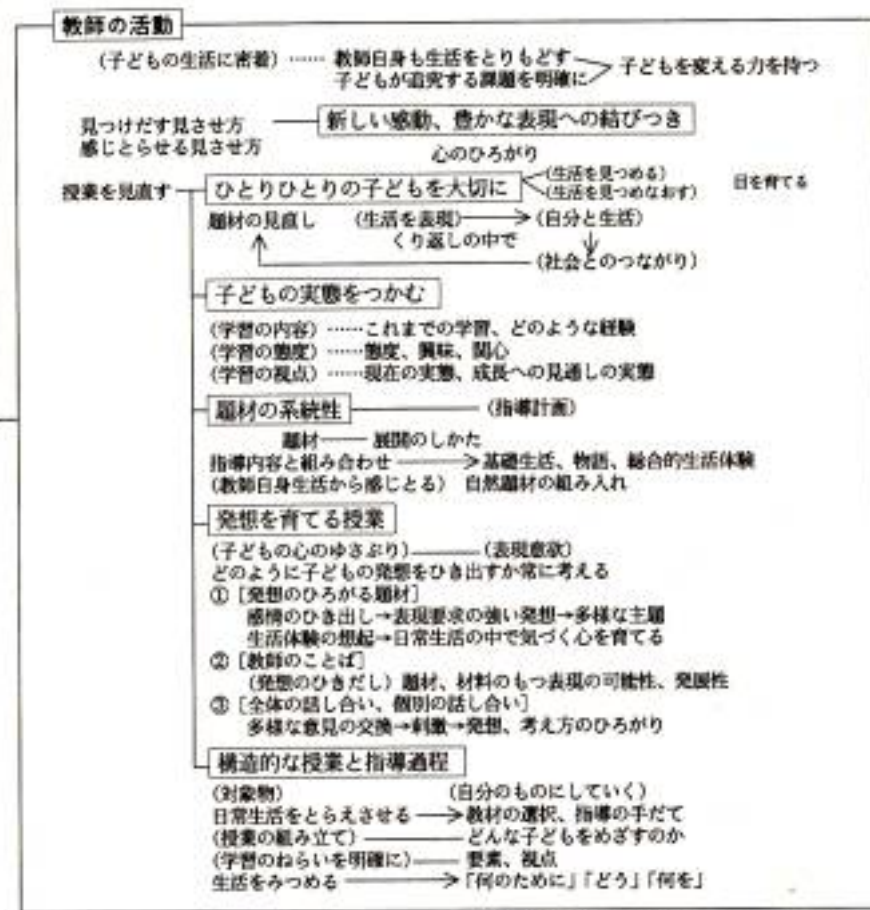 教師の活動
(子どもの生活に密着)……教師自身も生活をとりもどす
子どもが追究する課題を明確に
子どもを変える力を持つ
見つけだす見させ方
感じとらせる見させ方
新しい感動、豊かな表現への結びつき
心のひろがり
授業を見直す
ひとりひとりの子どもを大切に
(生活を見つめる)
(生活を見つめなおす)
目を育てる
題材の見直し (生活を表現)→(自分と生活)
くり返しの中で
(社会とのつながり)
子どもの実態をつかむ
(学習の内容)……これまでの学習、どのような経験
(学習の態度)……態度、興味、関心
(学習の視点)……現在の実態、成長への見通しの実態
題材の系統性 (指導計画)
題材――展開のしかた
指導内容と組み合わせ→基礎生活、物語、総合的生活体験
(教師自身生活から感じとる) 自然題材の組み入れ
発想を育てる授業
(子どもの心のゆさぶり)――(表現意欲)
どのように子どもの発想をひき出すか常に考える
①[発想のひろがる題材]
感情のひき出し→表現要求の強い発想→多様な主題
生活体験の想起→日常生活の中で気づく心を育てる
②[教師のことば]
(発想のひきだし)題材、材料のもつ表現の可能性、発展性
③[全体の話し合い、個別の話し合い]
多様な意見の交換→刺激→発想、考え方のひろがり
構造的な授業と指導過程
(対象物) (自分のものにしていく)
日常生活をとらえさせる→教材の選択、指導の手だて
(授業の組み立て)――どんな子どもをめざすのか
(学習のねらいを明確に)――要素、視点
生活をみつめる→「何のために」「どう」「何を」